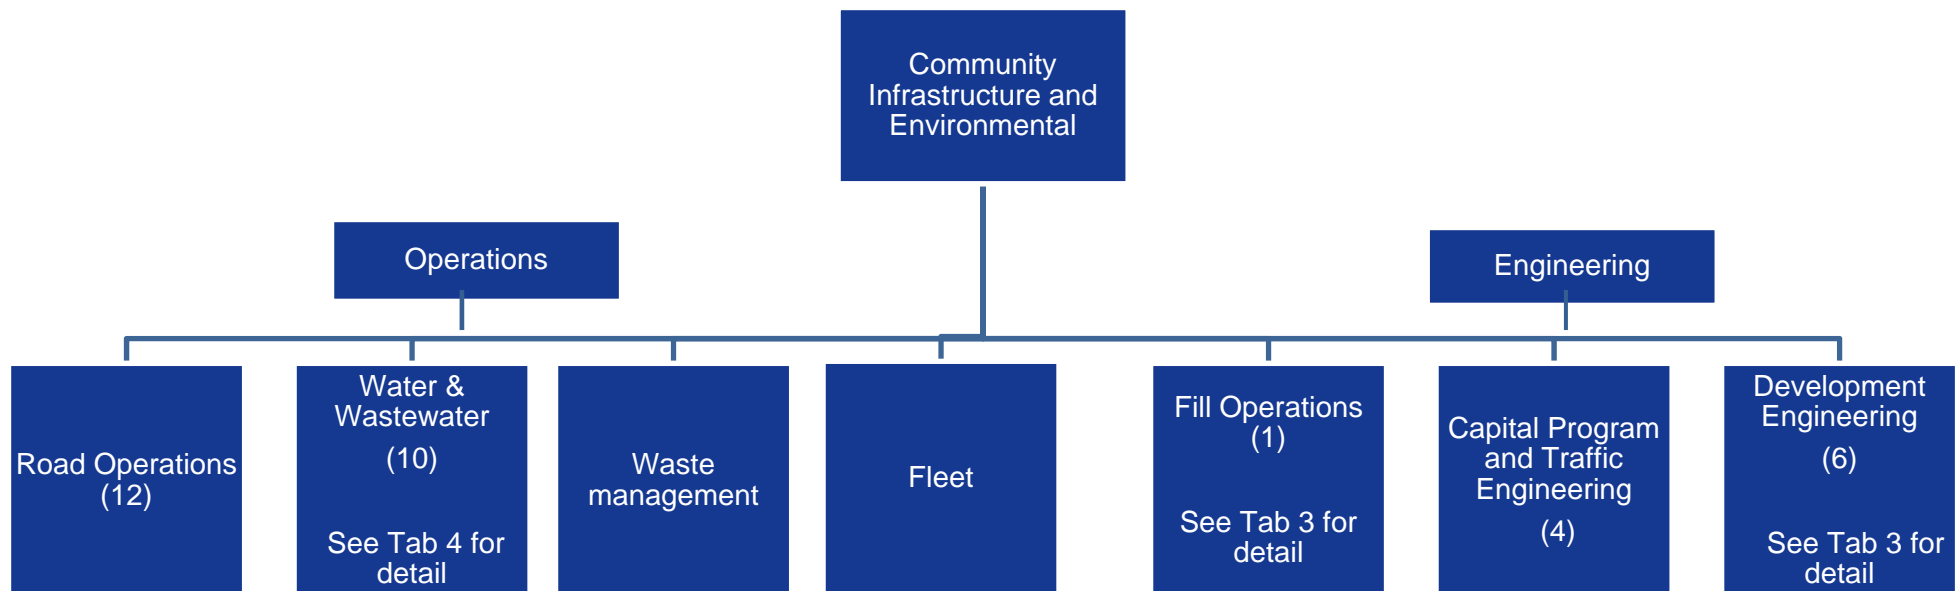 Community
Infrastructure and
Environmental
Operations
Engineering
Road Operations
(12)
Water &
Wastewater
(10)
See Tab 4 for
detail
Waste
management
Fleet
Fill Operations
(1)
See Tab 3 for
detail
Capital Program
and Traffic
Engineering
(4)
Development
Engineering
(6)
See Tab 3 for
detail